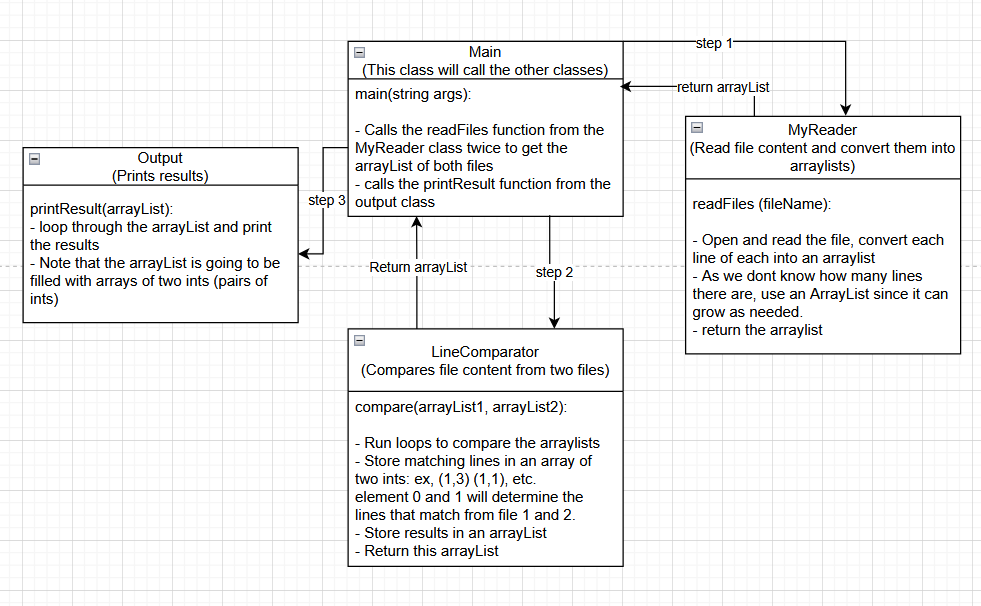 Main
(This class will call the other classes)
main(string args):
- Calls the readFiles function from the
MyReader class twice to get the
arrayList of both files
- calls the printResult function from the
output class
step 1
return arrayList
MyReader
(Read file content and convert them into
arraylists)
readFiles (fileName):
- Open and read the file, convert each
line of each into an arraylist
- As we dont know how many lines
there are, use an ArrayList since it can
grow as needed.
- return the arraylist
Output
(Prints results)
printResult(arrayList):
- loop through the arrayList and print
the results
- Note that the arrayList is going to be
filled with arrays of two ints (pairs of
ints)
step 3
Return arrayList
step 2
LineComparator
(Compares file content from two files)
compare(arrayList1, arrayList2):
- Run loops to compare the arraylists
- Store matching lines in an array of
two ints: ex, (1,3) (1,1), etc.
element 0 and 1 will determine the
lines that match from file 1 and 2.
- Store results in an arrayList
- Return this arrayList